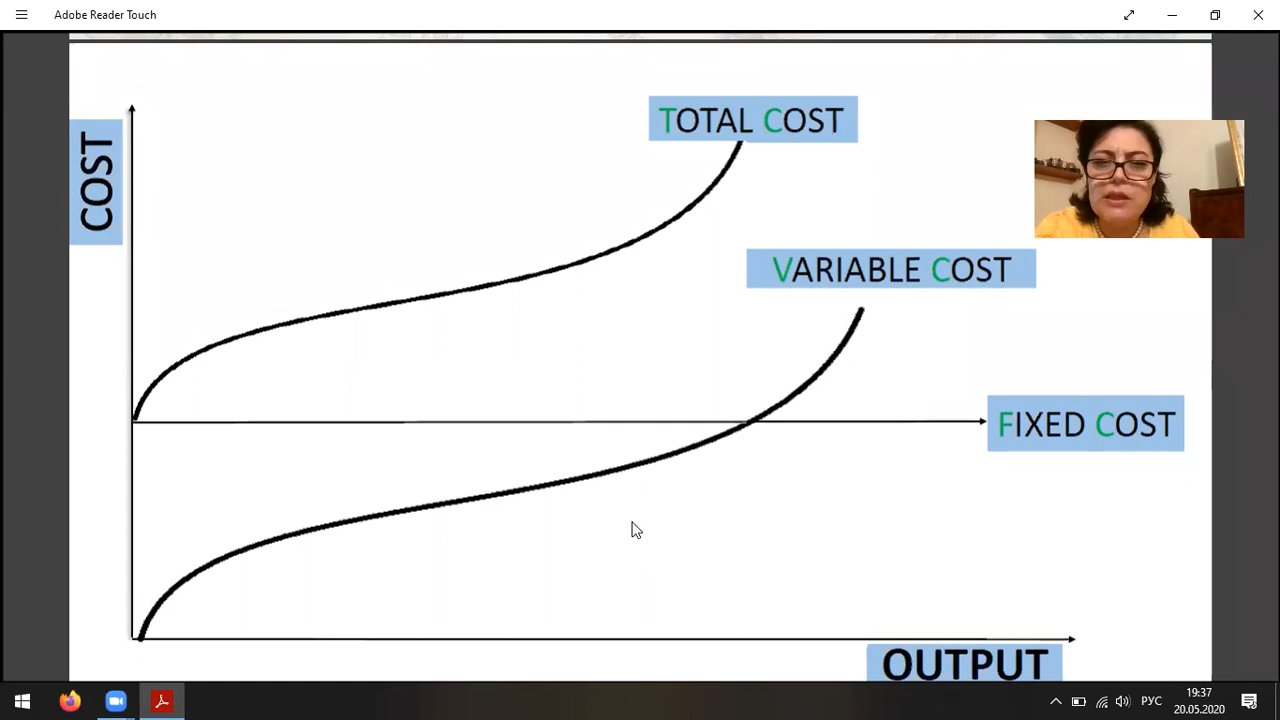 Adobe Reader Touch
TOTAL COST
COST
VARIABLE COST
FIXED COST
OUTPUT
РУС
19:37
20.05.2020